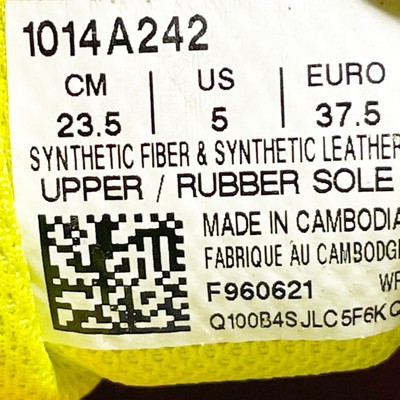 1014A242
CM | US | EURO
23.5 | 5 | 37.5
SYNTHETIC FIBER & SYNTHETIC LEATHER
UPPER / RUBBER SOLE
MADE IN CAMBODIA
FABRIQUE AU CAMBODGE
F960621 WF
Q100B4SJLC5F6K